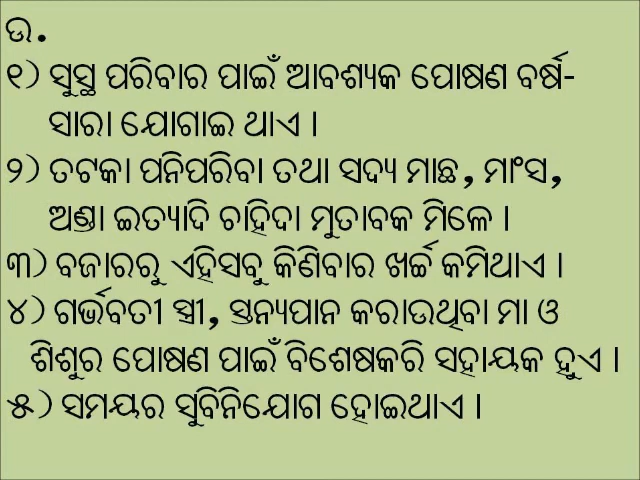 ଉ.
୧) ସୁସ୍ଥ ପରିବାର ପାଇଁ ଆବଶ୍ୟକ ପୋଷଣ ବର୍ଷ-
ସାରା ଯୋଗାଇ ଥାଏ ।
୨) ତଟକା ପନିପରିବା ତଥା ସଦ୍ୟ ମାଛ, ମାଂସ,
ଅଣ୍ଡା ଇତ୍ୟାଦି ଚାହିଦା ମୁତାବକ ମିଳେ ।
୩) ବଜାରରୁ ଏହିସବୁ କିଣିବାର ଖର୍ଚ୍ଚ କମିଥାଏ ।
୪) ଗର୍ଭବତୀ ସ୍ତ୍ରୀ, ସ୍ତନ୍ୟପାନ କରାଉଥିବା ମା ଓ
ଶିଶୁର ପୋଷଣ ପାଇଁ ବିଶେଷକରି ସହାୟକ ହୁଏ ।
୫) ସମୟର ସୁବିନିଯୋଗ ହୋଇଥାଏ ।